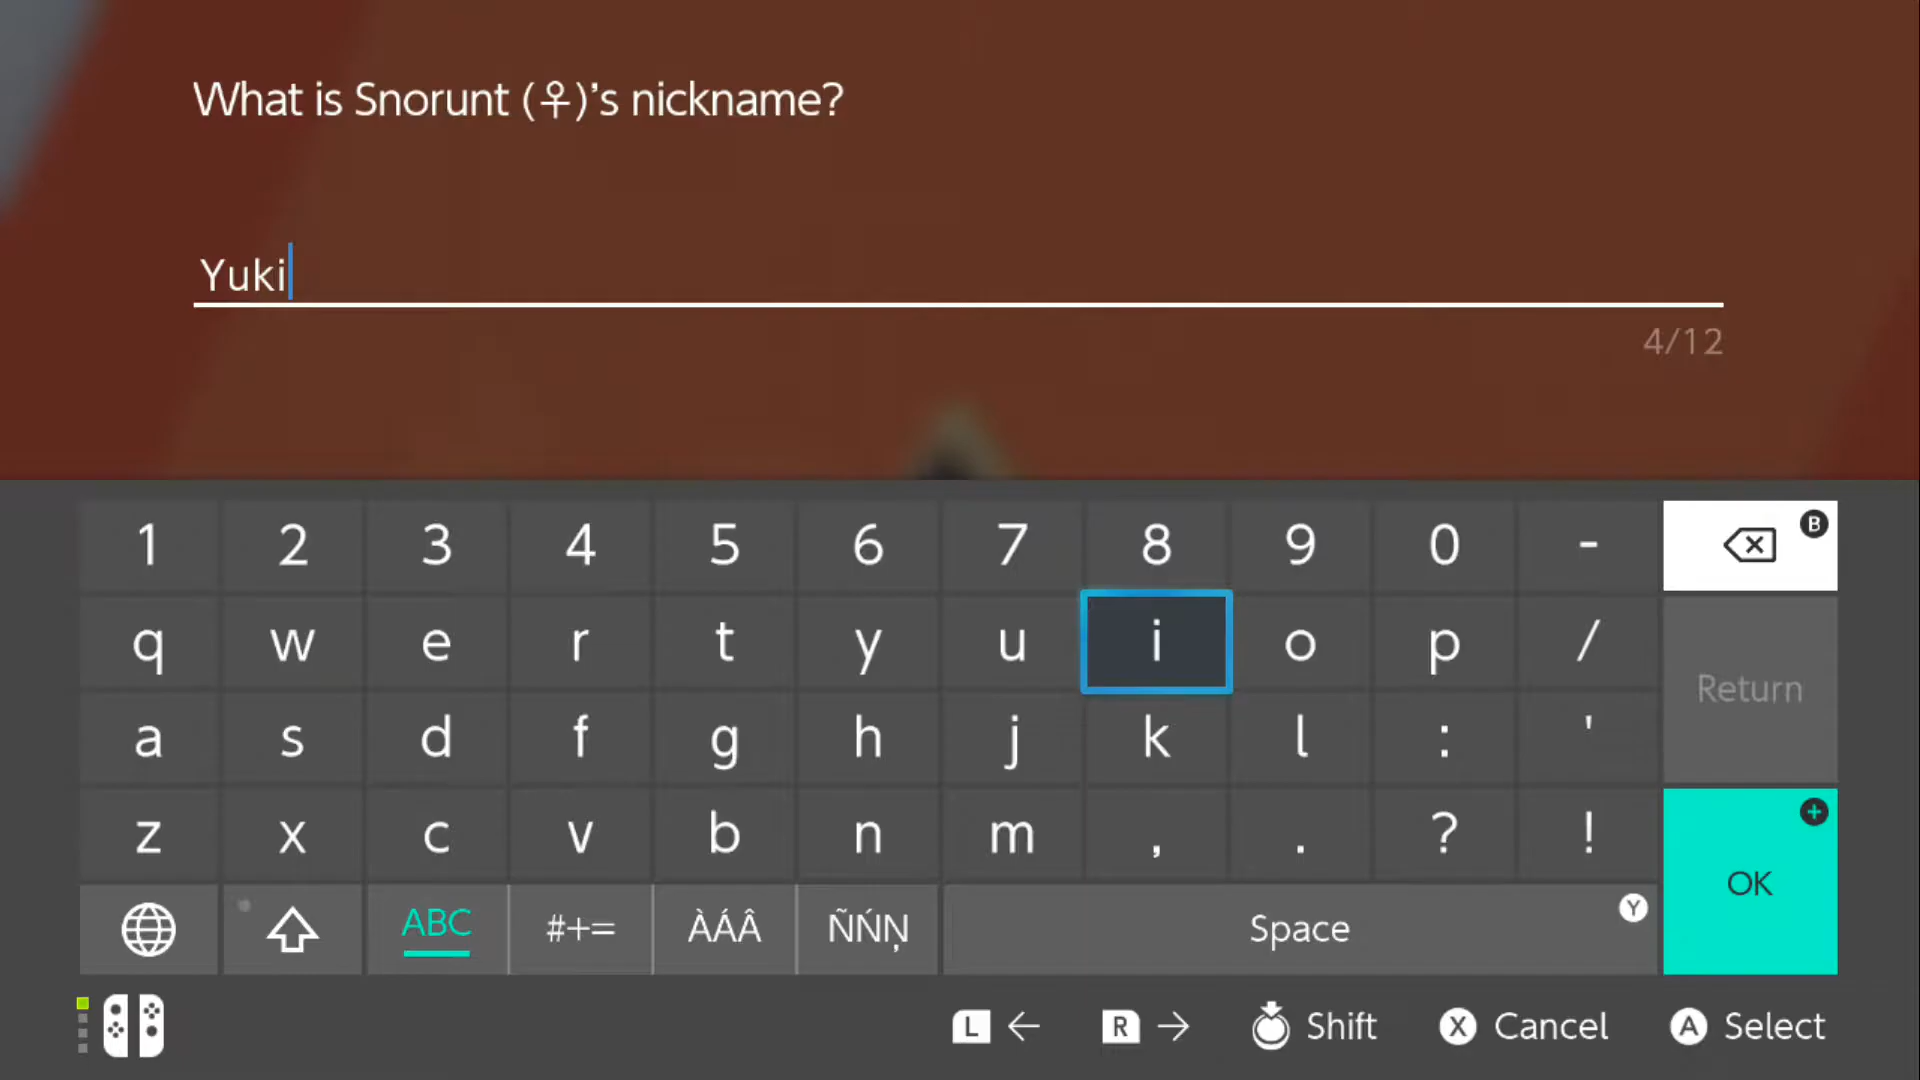 What is Snorunt (♀)'s nickname?
Yuki
4/12
1 2 3 4 5 6 7 8 9 0 - B
q w e r t y u i o p / Return
a s d f g h j k l : '
z x c v b n m , . ? ! + OK
ABC #+= ÀÁÂ ÑŃŅ Space Y
L ← R → Shift X Cancel A Select